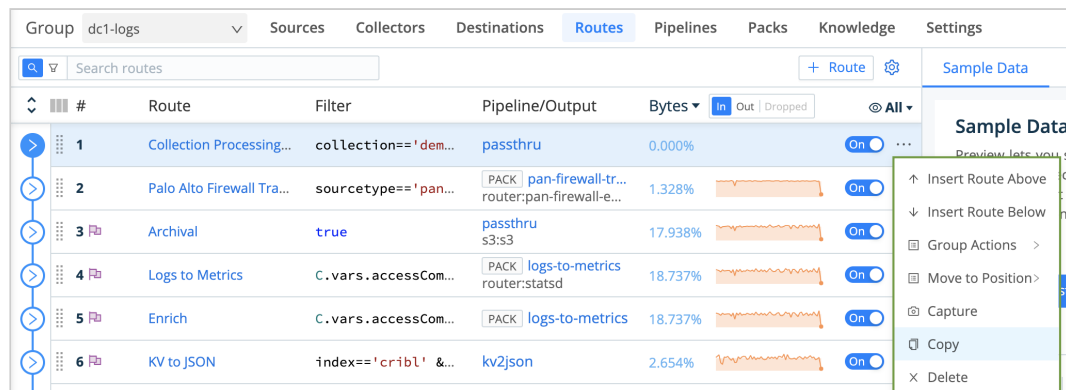 Group dc1-logs Sources Collectors Destinations Routes Pipelines Packs Knowledge Settings
Search routes + Route Sample Data
# Route Filter Pipeline/Output Bytes In Out Dropped All
1 Collection Processing... collection=='dem... passthru 0.000% On ...
Sample Data
Preview lets you s
2 Palo Alto Firewall Tra... sourcetype=='pan... PACK pan-firewall-tr... 1.328% On
router:pan-firewall-e...
3 Archival true passthru 17.938% On
s3:s3
4 Logs to Metrics C.vars.accessCom... PACK logs-to-metrics 18.737% On
router:statsd
5 Enrich C.vars.accessCom... PACK logs-to-metrics 18.737% On
6 KV to JSON index=='cribl' &... kv2json 2.654% On
Insert Route Above
Insert Route Below
Group Actions >
Move to Position >
Capture
Copy
Delete